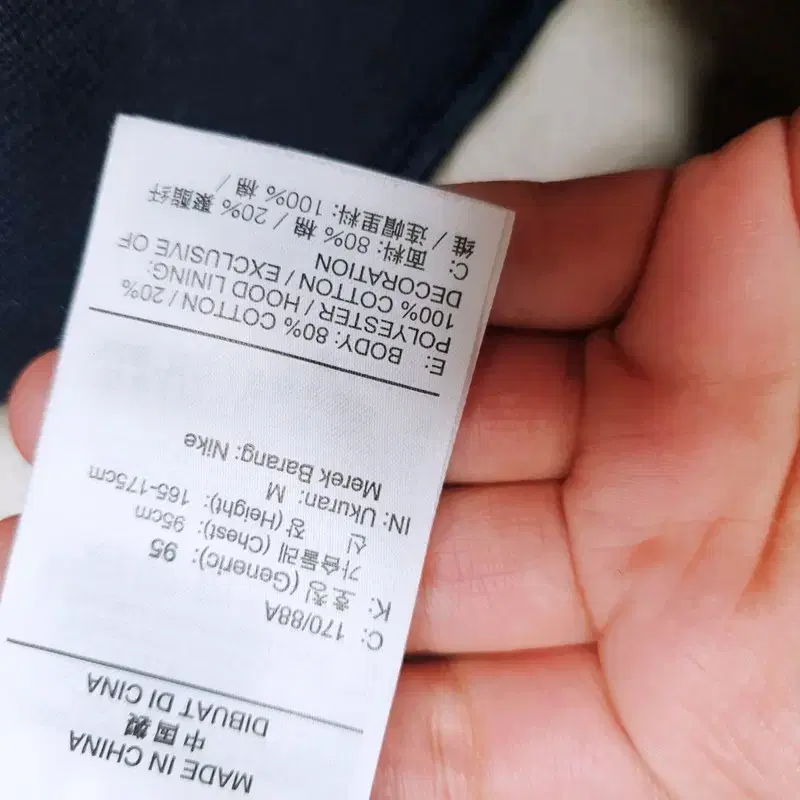 MADE IN CHINA
中国製
DIBUAT DI CINA
C: 170/88A
K: 호칭 (Generic): 95
가슴둘레 (Chest): 95cm
신 장 (Height): 165-175cm
IN: Ukuran: M
Merek Barang: Nike
E: BODY: 80% COTTON / 20%
POLYESTER / HOOD LINING:
100% COTTON / EXCLUSIVE OF
DECORATION
C: 面料: 80% 棉 / 20% 聚酯纤
维 / 连帽里料: 100% 棉 /